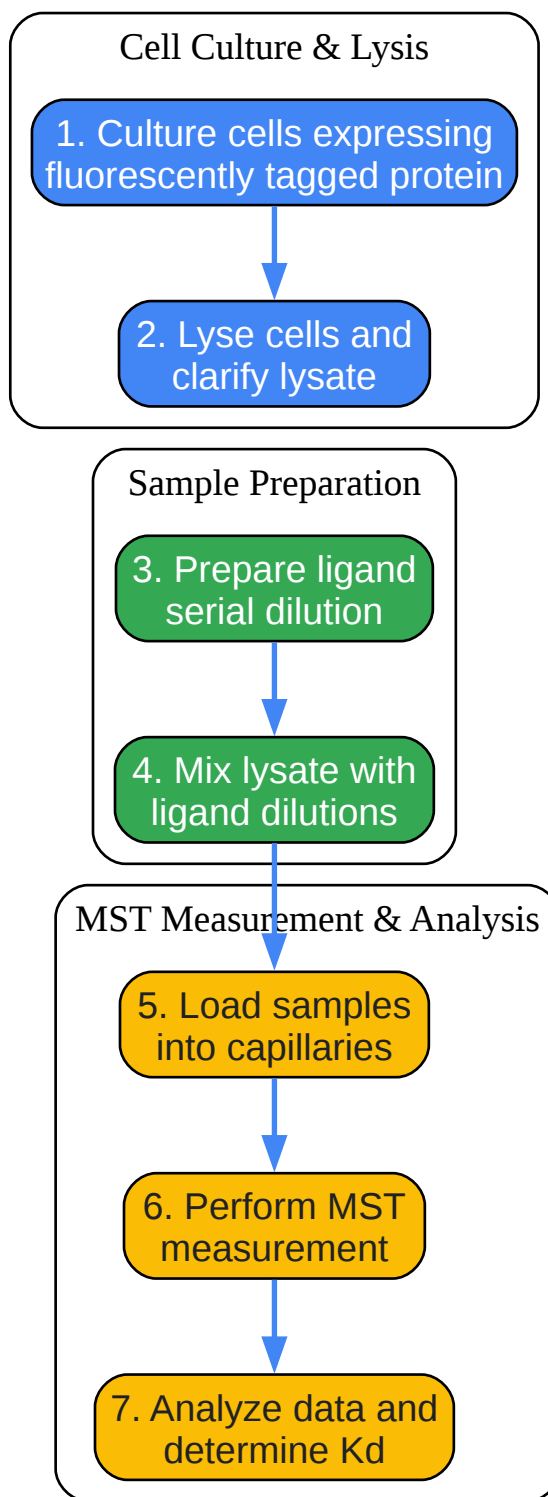 Cell Culture & Lysis
1. Culture cells expressing
fluorescently tagged protein
2. Lyse cells and
clarify lysate
Sample Preparation
3. Prepare ligand
serial dilution
4. Mix lysate with
ligand dilutions
MST Measurement & Analysis
5. Load samples
into capillaries
6. Perform MST
measurement
7. Analyze data and
determine Kd